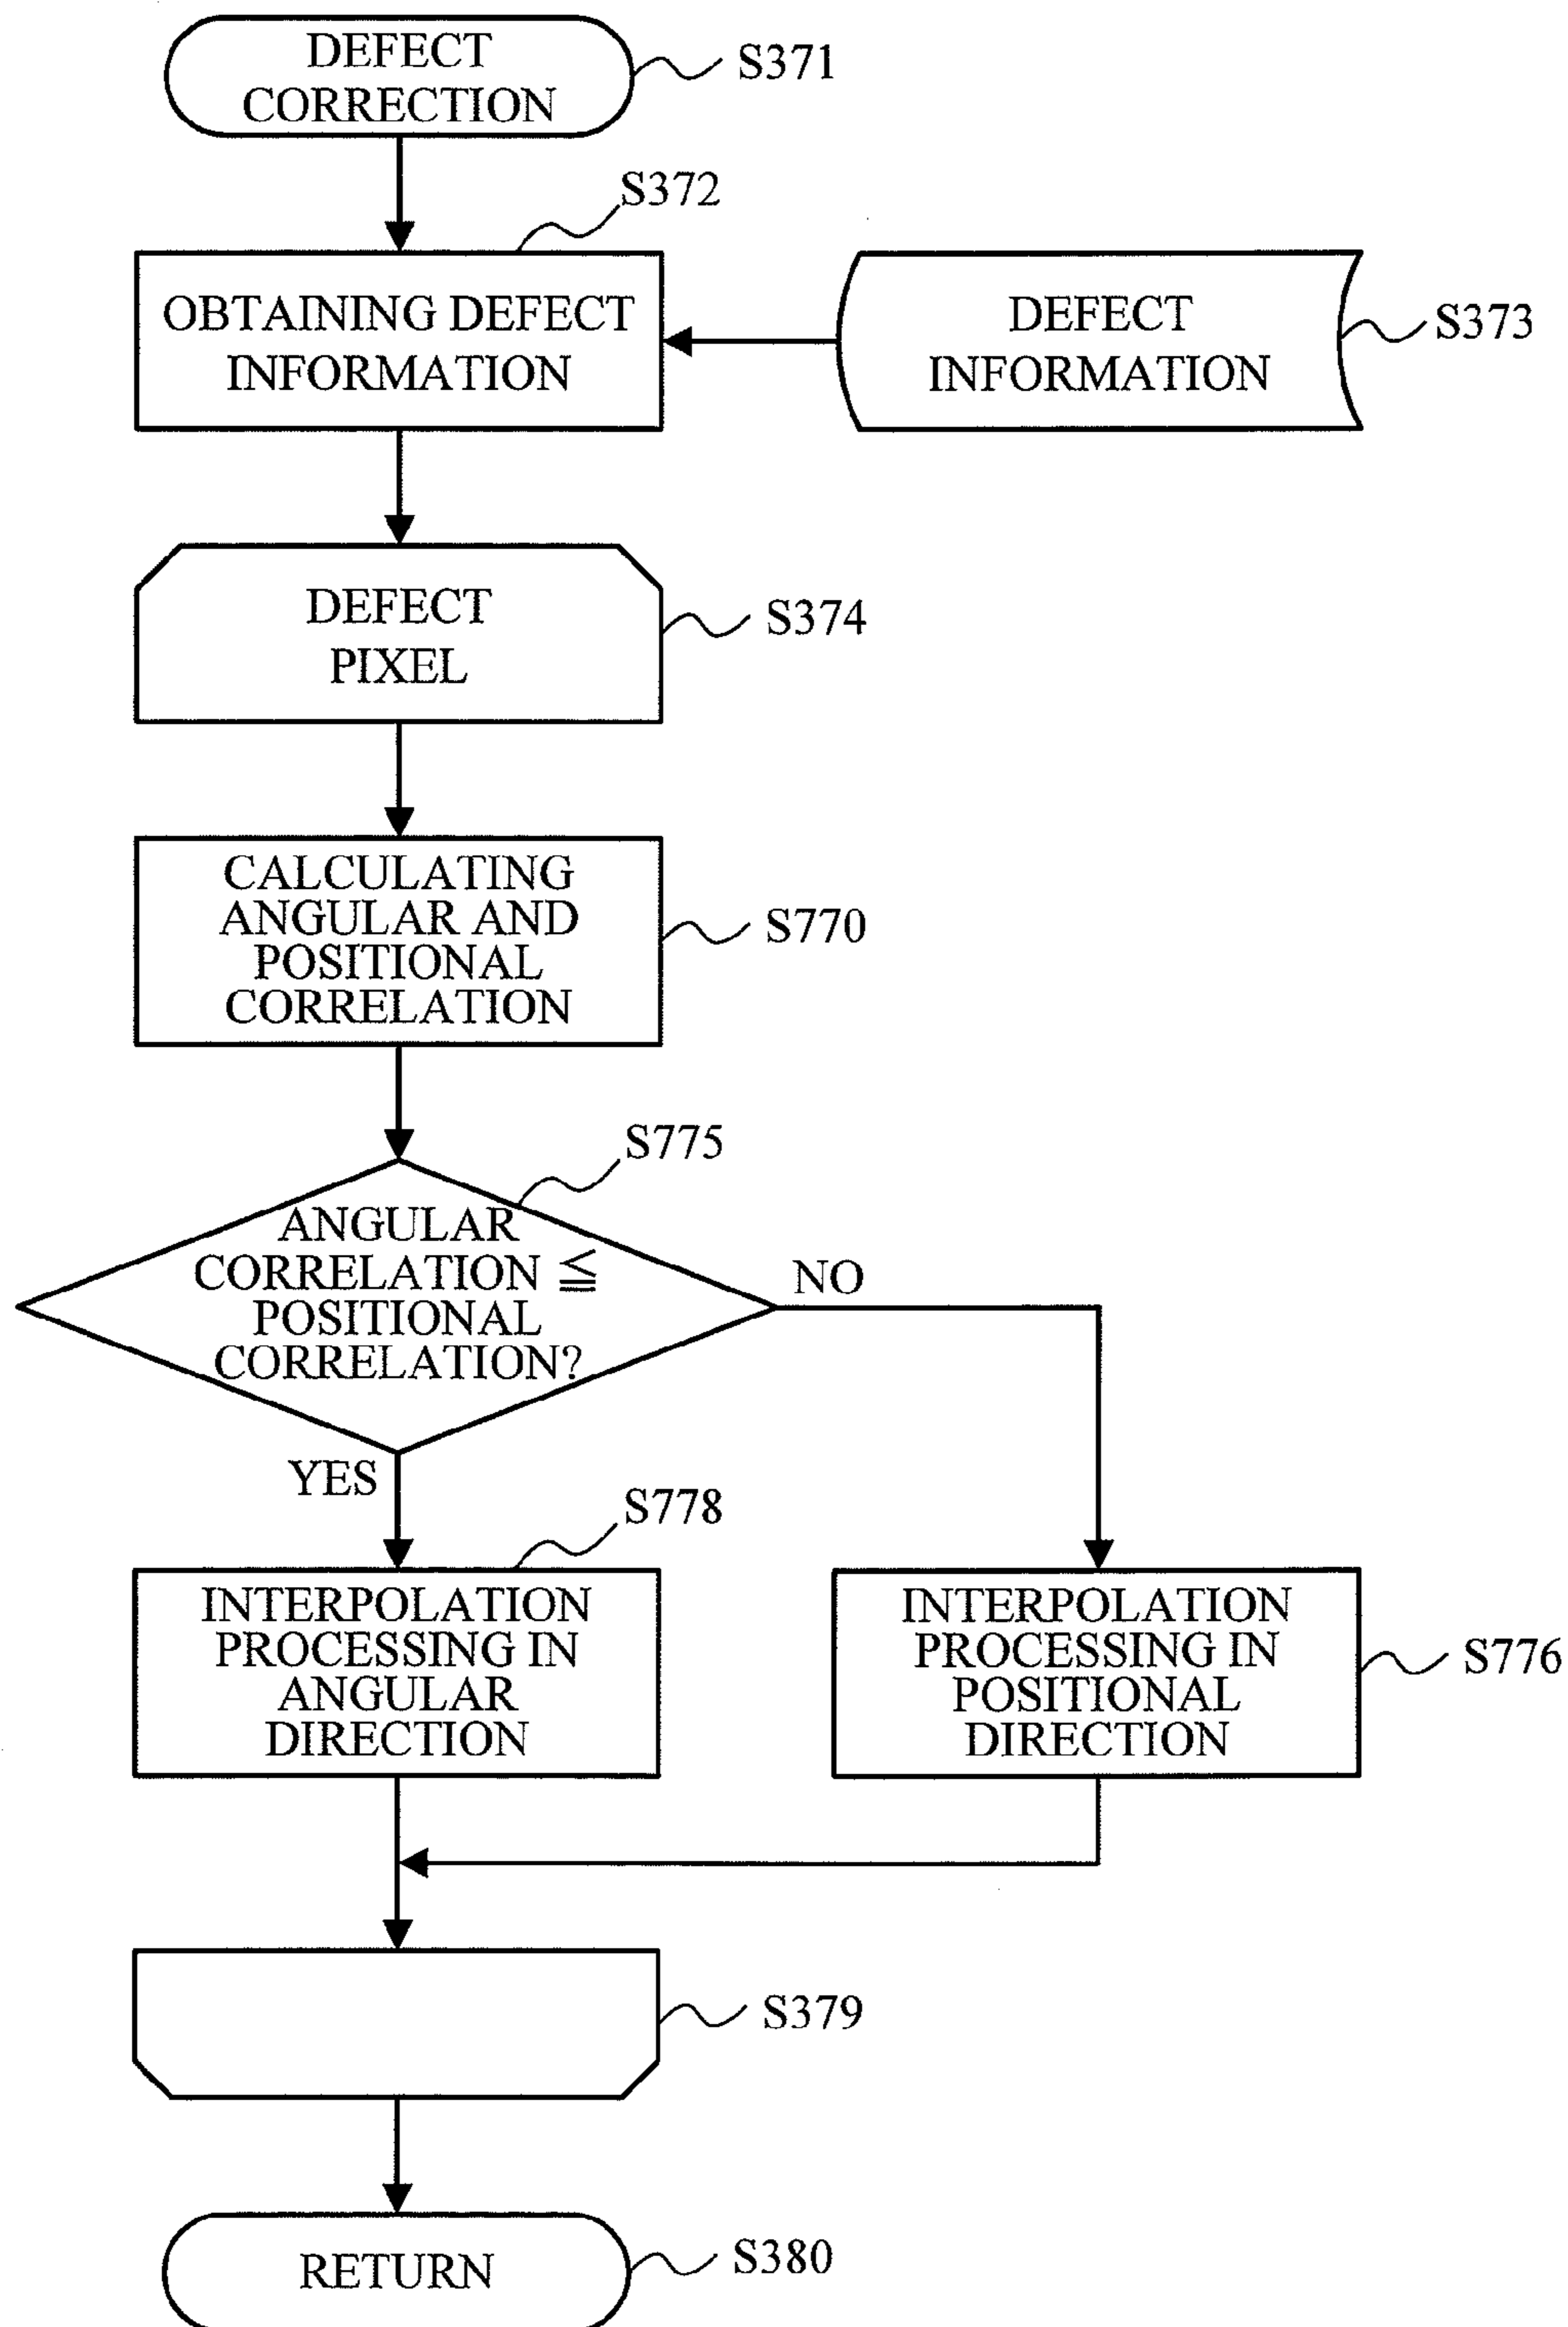 DEFECT
CORRECTION
S371
S372
OBTAINING DEFECT
INFORMATION
DEFECT
INFORMATION
S373
DEFECT
PIXEL
S374
CALCULATING
ANGULAR AND
POSITIONAL
CORRELATION
S770
S775
ANGULAR
CORRELATION ≦
POSITIONAL
CORRELATION?
NO
YES
S778
INTERPOLATION
PROCESSING IN
ANGULAR
DIRECTION
INTERPOLATION
PROCESSING IN
POSITIONAL
DIRECTION
S776
S379
RETURN
S380